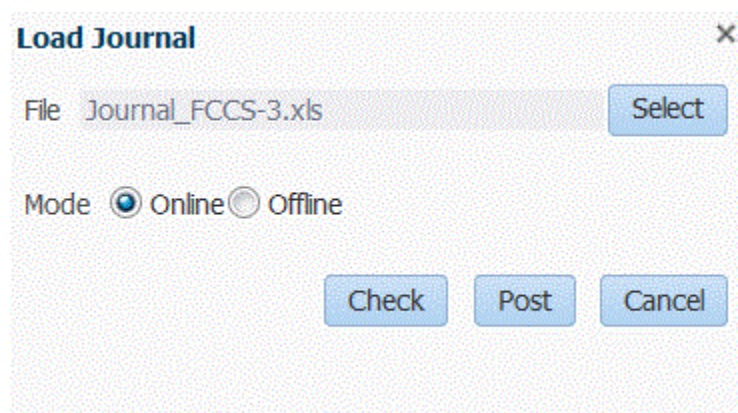 Load Journal
File Journal_FCCS-3.xls Select
Mode Online Offline
Check Post Cancel